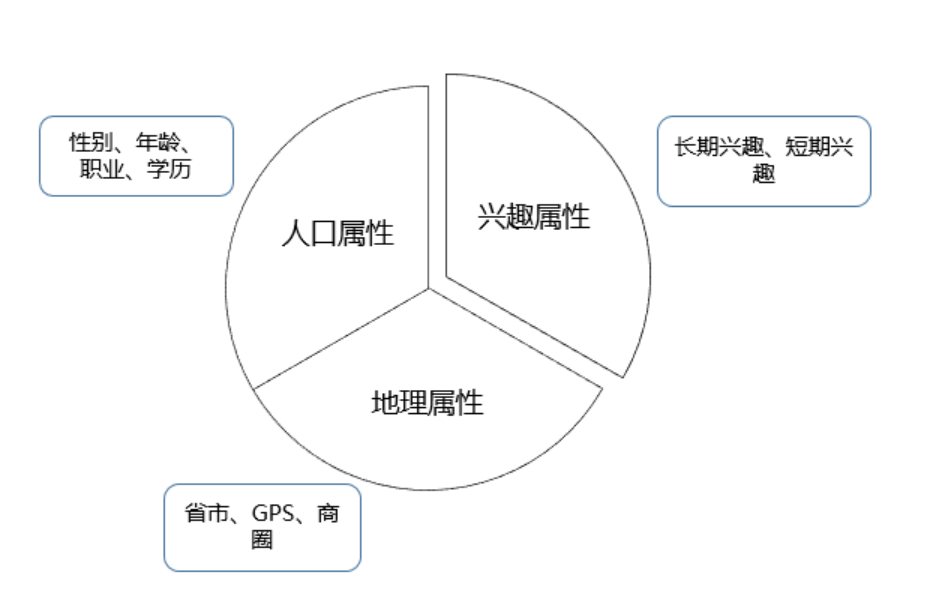 性别、年龄、
职业、学历
长期兴趣、短期兴
趣
人口属性
兴趣属性
地理属性
省市、GPS、商
圈